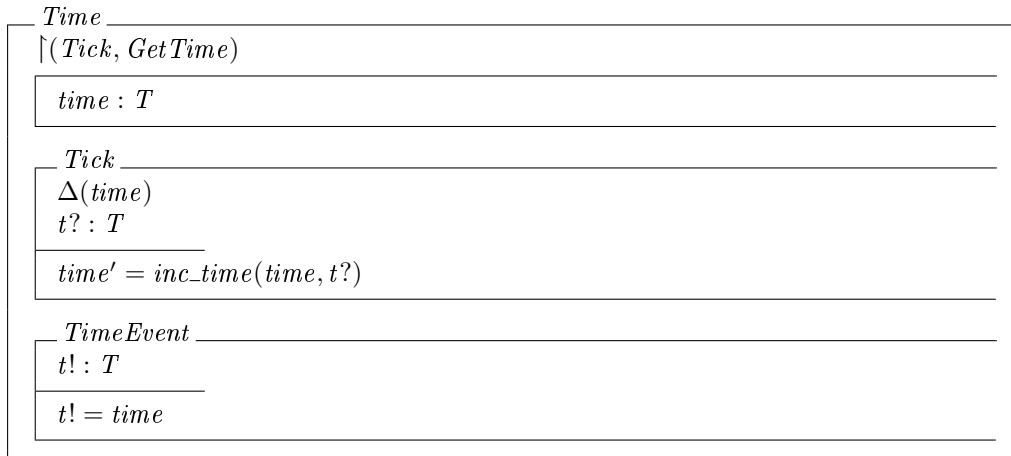 Time
↾(Tick, GetTime)
time : T
Tick
Δ(time)
t? : T
time′ = inc_time(time, t?)
TimeEvent
t! : T
t! = time